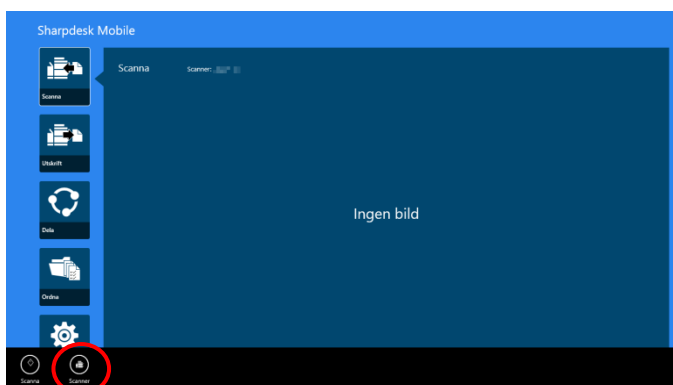 Sharpdesk Mobile
Scanna
Scanna
Scanner:
Utskrift
Dela
Ingen bild
Ordna
Scanna
Scanner